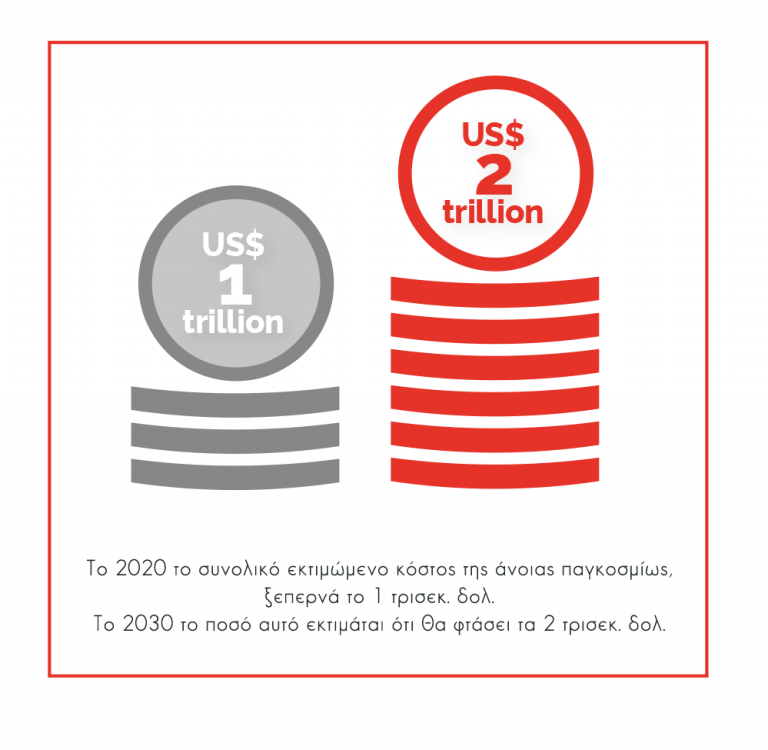 US$
1
trillion
US$
2
trillion
Το 2020 το συνολικό εκτιμώμενο κόστος της άνοιας παγκοσμίως,
ξεπερνά το 1 τρισεκ. δολ.
Το 2030 το ποσό αυτό εκτιμάται ότι θα φτάσει τα 2 τρισεκ. δολ.